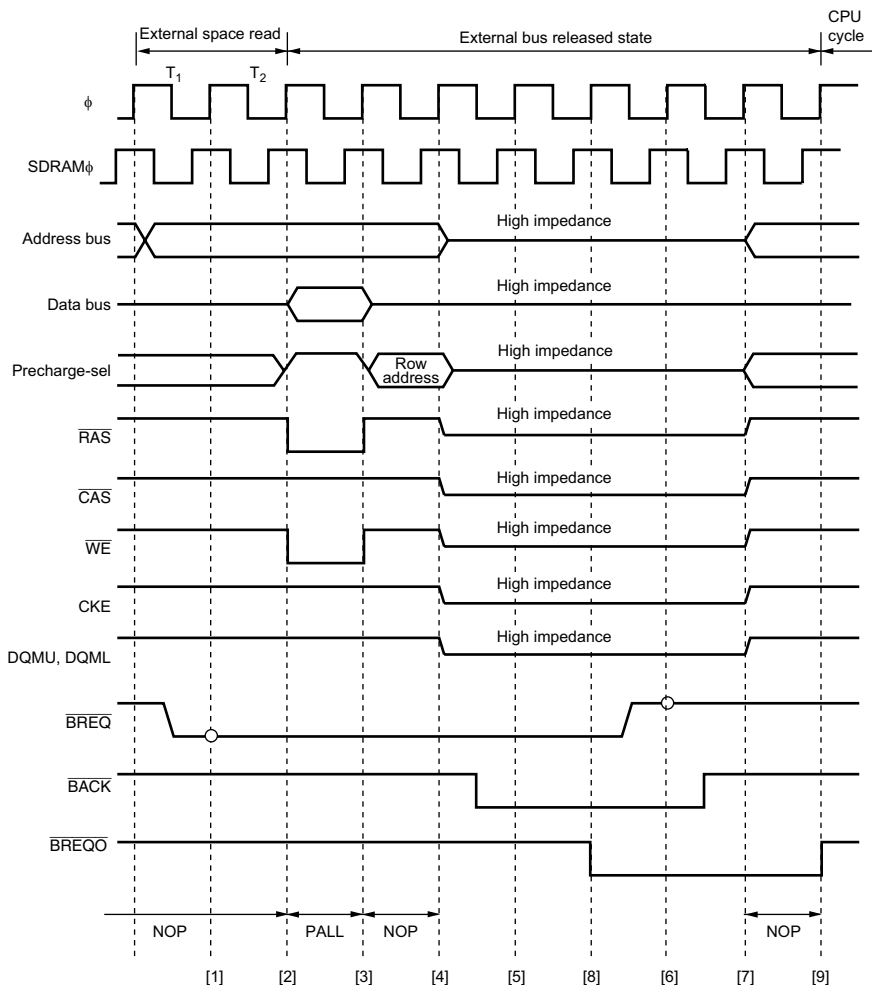 External space read
External bus released state
CPU
cycle
T1
T2
ϕ
SDRAMϕ
Address bus
High impedance
Data bus
High impedance
Precharge-sel
Row
address
High impedance
RAS
High impedance
CAS
High impedance
WE
High impedance
CKE
High impedance
DQMU, DQML
High impedance
BREQ
BACK
BREQO
NOP
PALL
NOP
NOP
[1]
[2]
[3]
[4]
[5]
[8]
[6]
[7]
[9]